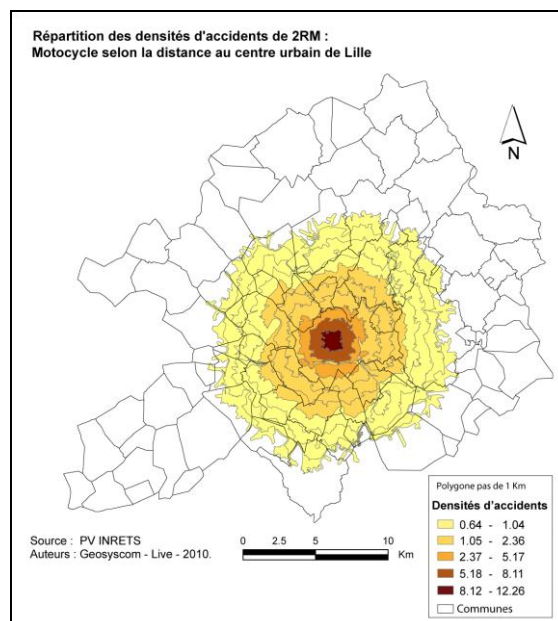 Répartition des densités d'accidents de 2RM :
Motocycle selon la distance au centre urbain de Lille
N
Polygone pas de 1 Km
Densités d'accidents
0.64 - 1.04
1.05 - 2.36
2.37 - 5.17
5.18 - 8.11
8.12 - 12.26
Communes
Source : PV INRETS
Auteurs : Geosyscom - Live - 2010.
0 2.5 5 10
Km